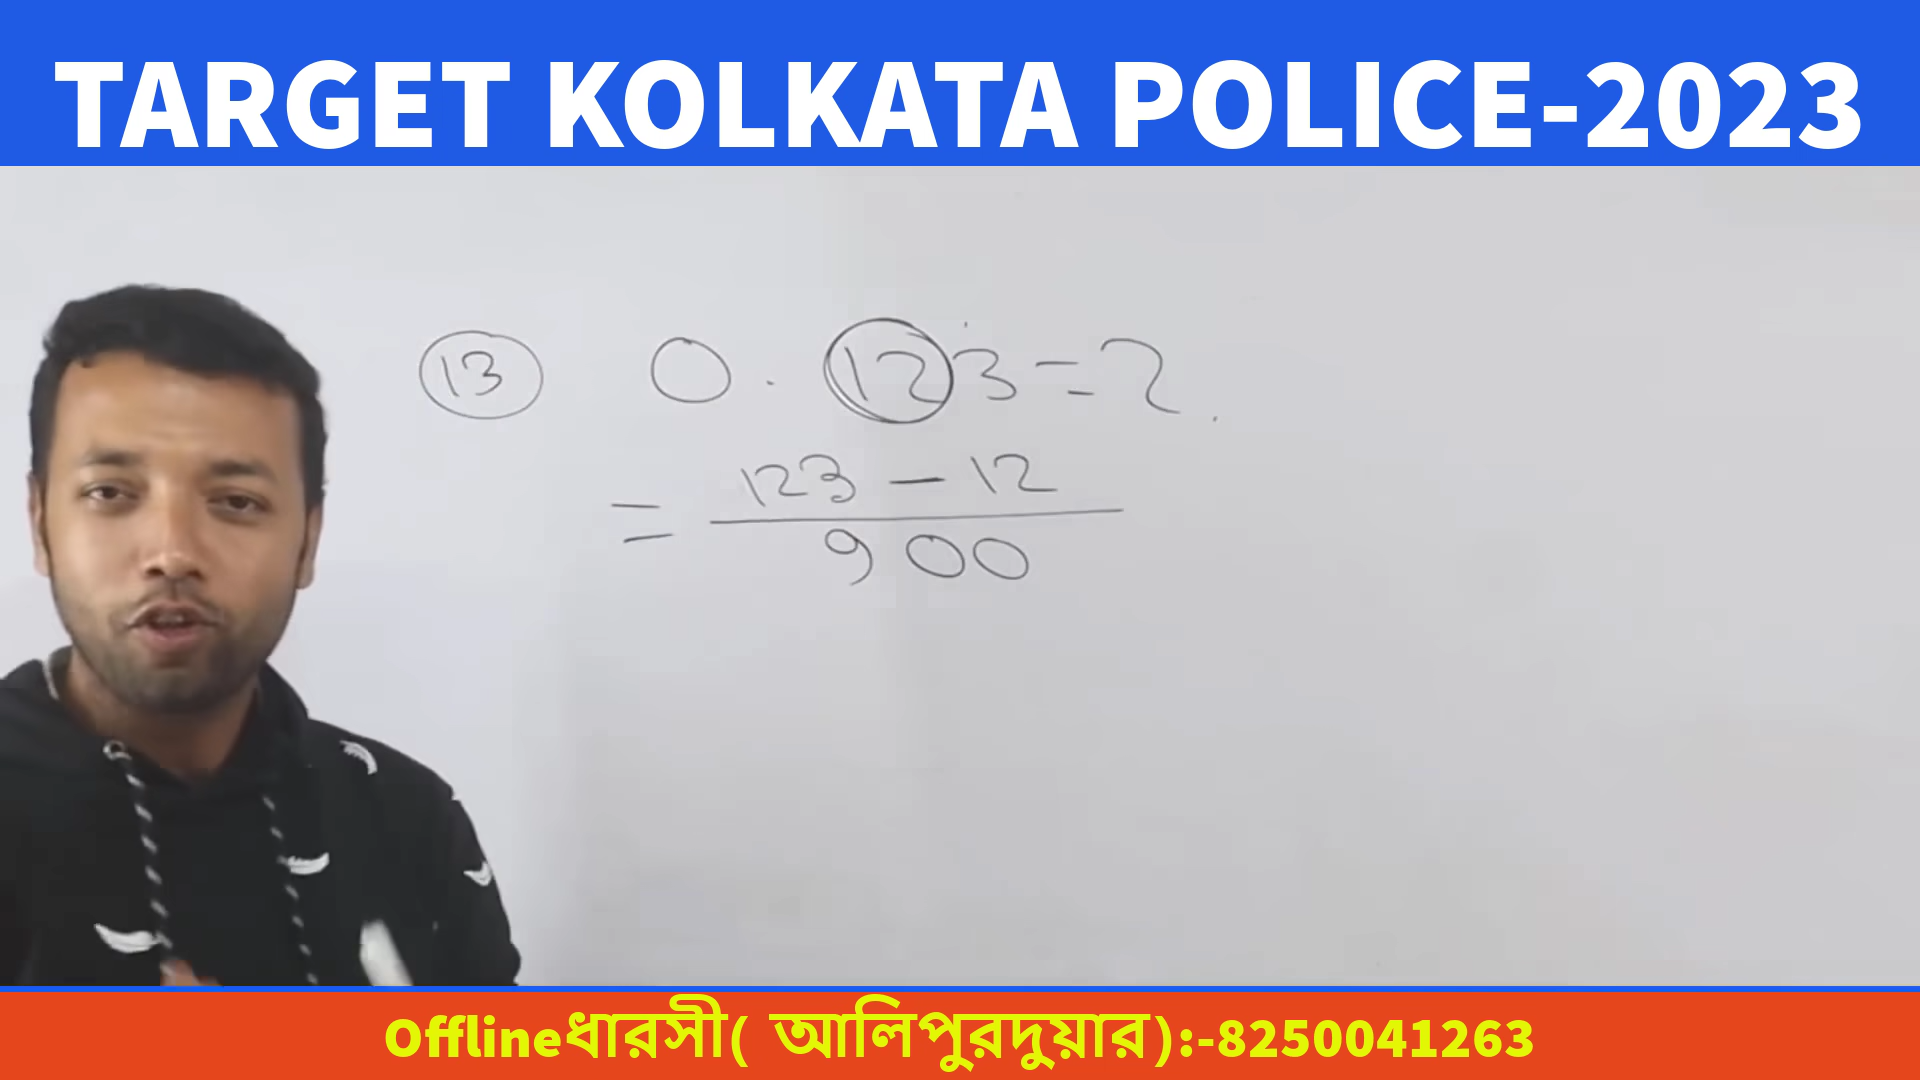 TARGET KOLKATA POLICE-2023
13 0.123̇ = ?
= 123 - 12
900
Offlineধারসী( আলিপুরদুয়ার):-8250041263